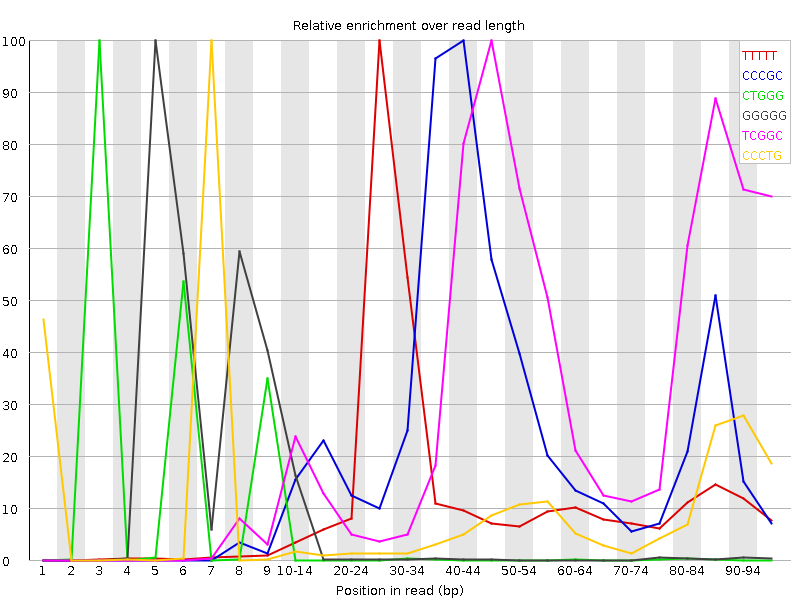 Relative enrichment over read length
100
90
80
70
60
50
40
30
20
10
0
TTTTT
CCCGC
CTGGG
GGGGG
TCGGC
CCCTG
1 2 3 4 5 6 7 8 9 10-14 20-24 30-34 40-44 50-54 60-64 70-74 80-84 90-94
Position in read (bp)